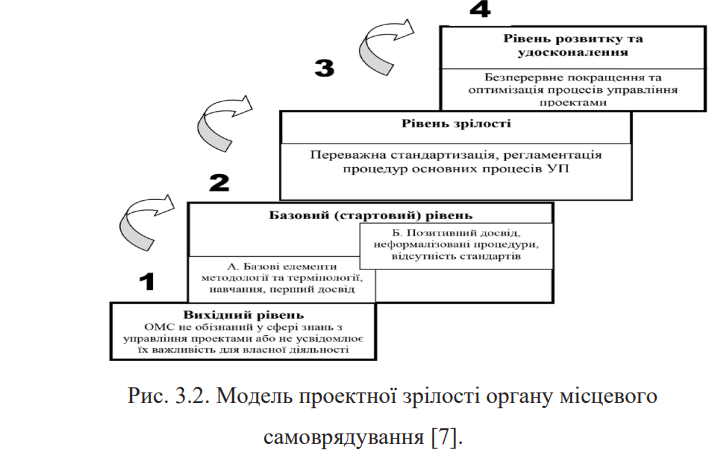 4
Рівень розвитку та
удосконалення
Безперервне покращення та
оптимізація процесів управління
проектами
3
Рівень зрілості
Переважна стандартизація, регламентація
процедур основних процесів УП
2
Базовий (стартовий) рівень
Б. Позитивний досвід,
неформалізовані процедури,
відсутність стандартів
А. Базові елементи
методології та термінології,
навчання, перший досвід
1
Вихідний рівень
ОМС не обізнаний у сфері знань з
управління проектами або не усвідомлює
їх важливість для власної діяльності
Рис. 3.2. Модель проектної зрілості органу місцевого
самоврядування [7].